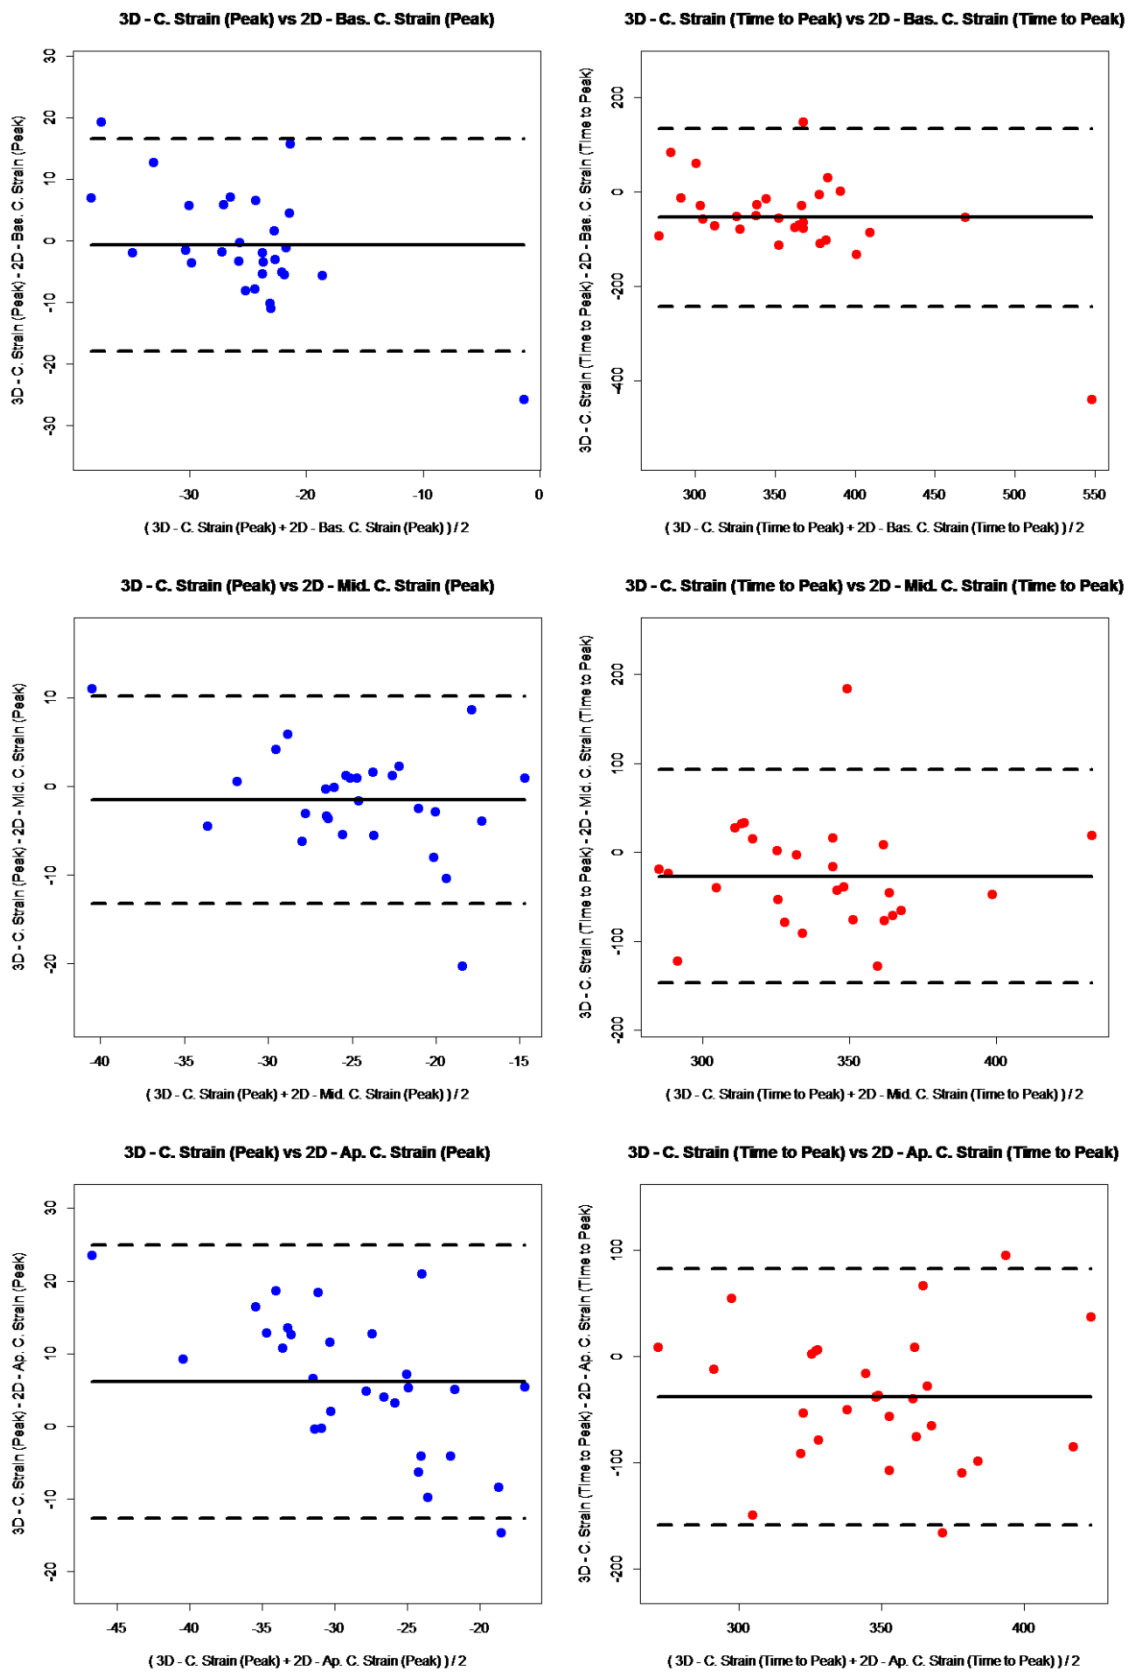 3D - C. Strain (Peak) vs 2D - Bas. C. Strain (Peak)
3D - C. Strain (Peak) - 2D - Bas. C. Strain (Peak)
30
20
10
0
-10
-20
-30
-30 -20 -10 0
( 3D - C. Strain (Peak) + 2D - Bas. C. Strain (Peak) ) / 2
3D - C. Strain (Time to Peak) vs 2D - Bas. C. Strain (Time to Peak)
3D - C. Strain (Time to Peak) - 2D - Bas. C. Strain (Time to Peak)
200
0
-200
-400
300 350 400 450 500 550
( 3D - C. Strain (Time to Peak) + 2D - Bas. C. Strain (Time to Peak) ) / 2
3D - C. Strain (Peak) vs 2D - Mid. C. Strain (Peak)
3D - C. Strain (Peak) - 2D - Mid. C. Strain (Peak)
10
0
-10
-20
-40 -35 -30 -25 -20 -15
( 3D - C. Strain (Peak) + 2D - Mid. C. Strain (Peak) ) / 2
3D - C. Strain (Time to Peak) vs 2D - Mid. C. Strain (Time to Peak)
3D - C. Strain (Time to Peak) - 2D - Mid. C. Strain (Time to Peak)
200
100
0
-100
-200
300 350 400
( 3D - C. Strain (Time to Peak) + 2D - Mid. C. Strain (Time to Peak) ) / 2
3D - C. Strain (Peak) vs 2D - Ap. C. Strain (Peak)
3D - C. Strain (Peak) - 2D - Ap. C. Strain (Peak)
30
20
10
0
-10
-20
-45 -40 -35 -30 -25 -20
( 3D - C. Strain (Peak) + 2D - Ap. C. Strain (Peak) ) / 2
3D - C. Strain (Time to Peak) vs 2D - Ap. C. Strain (Time to Peak)
3D - C. Strain (Time to Peak) - 2D - Ap. C. Strain (Time to Peak)
100
0
-100
-200
300 350 400
( 3D - C. Strain (Time to Peak) + 2D - Ap. C. Strain (Time to Peak) ) / 2